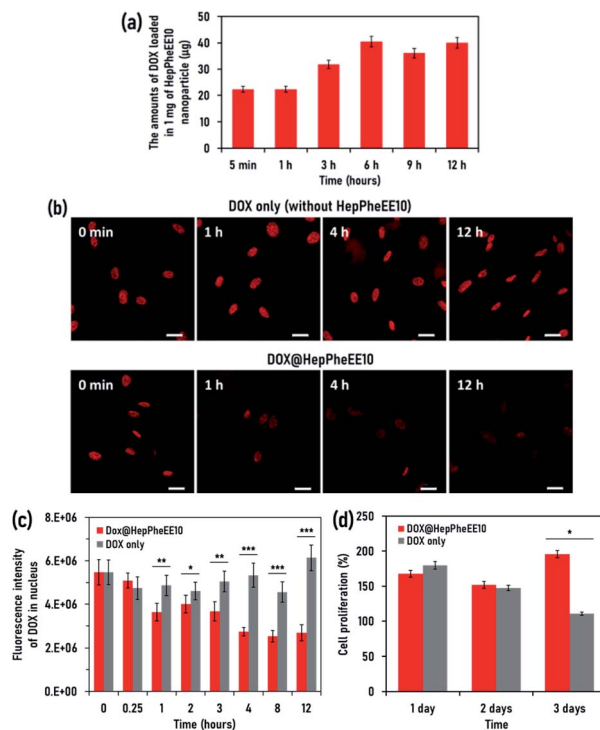 (a)
The amounts of DOX loaded
in 1 mg of HepPheEE10
nanoparticle (µg)
60
50
40
30
20
10
0
5 min 1 h 3 h 6 h 9 h 12 h
Time (hours)
(b)
DOX only (without HepPheEE10)
0 min 1 h 4 h 12 h
DOX@HepPheEE10
0 min 1 h 4 h 12 h
(c)
Fluorescence intensity
of DOX in nucleus
8.E+06
6.E+06
4.E+06
2.E+06
0.E+00
Dox@HepPheEE10
DOX only
** * ** *** *** ***
0 0.25 1 2 3 4 8 12
Time (hours)
(d)
Cell proliferation (%)
250
200
150
100
50
0
DOX@HepPheEE10
DOX only
*
1 day 2 days 3 days
Time